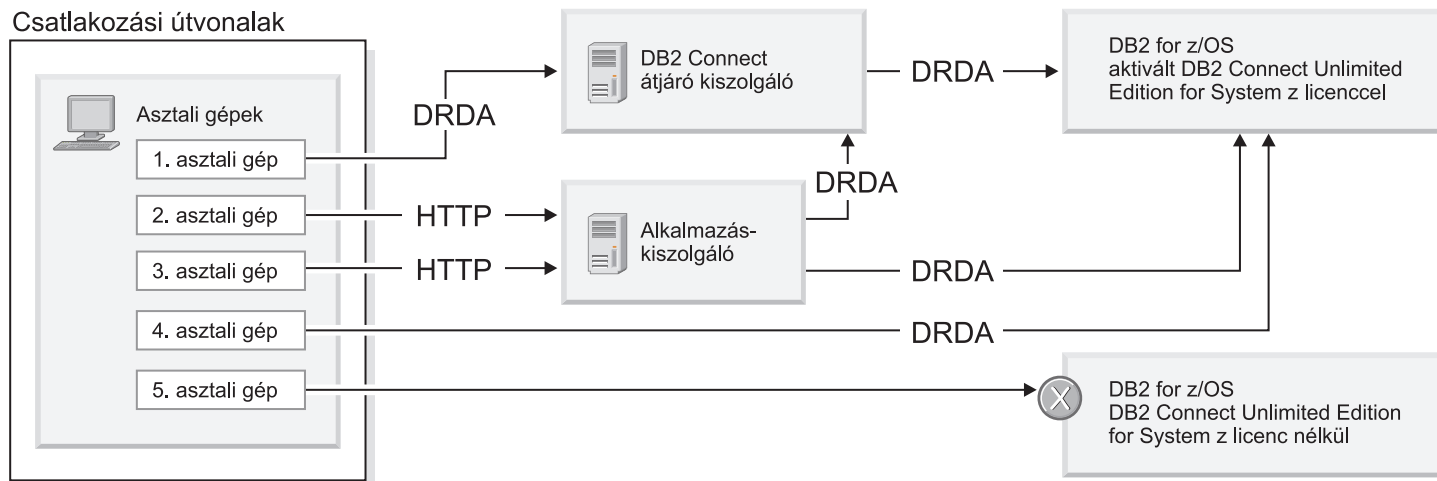 Csatlakozási útvonalak
Asztali gépek
1. asztali gép
2. asztali gép
3. asztali gép
4. asztali gép
5. asztali gép
DRDA
HTTP
HTTP
DB2 Connect
átjáró kiszolgáló
Alkalmazás-
kiszolgáló
DRDA
DRDA
DRDA
DRDA
DB2 for z/OS
aktivált DB2 Connect Unlimited
Edition for System z licenccel
X
DB2 for z/OS
DB2 Connect Unlimited Edition
for System z licenc nélkül